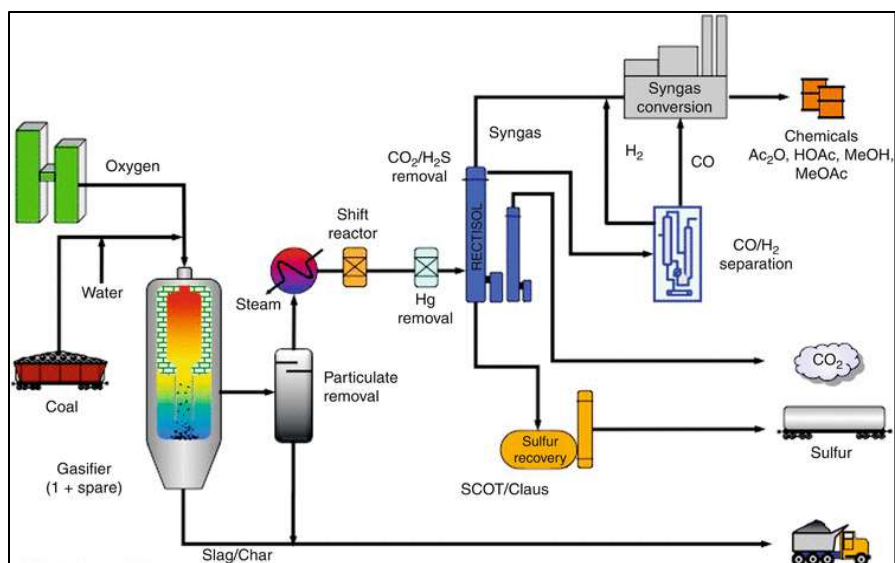 Syngas
conversion
Chemicals
Ac2O, HOAc, MeOH,
MeOAc
Syngas
H2
CO
CO2/H2S
removal
Oxygen
Shift
reactor
RECTISOL
CO/H2
separation
Water
Steam
Hg
removal
CO2
Coal
Particulate
removal
Sulfur
recovery
Sulfur
Gasifier
(1 + spare)
SCOT/Claus
Slag/Char